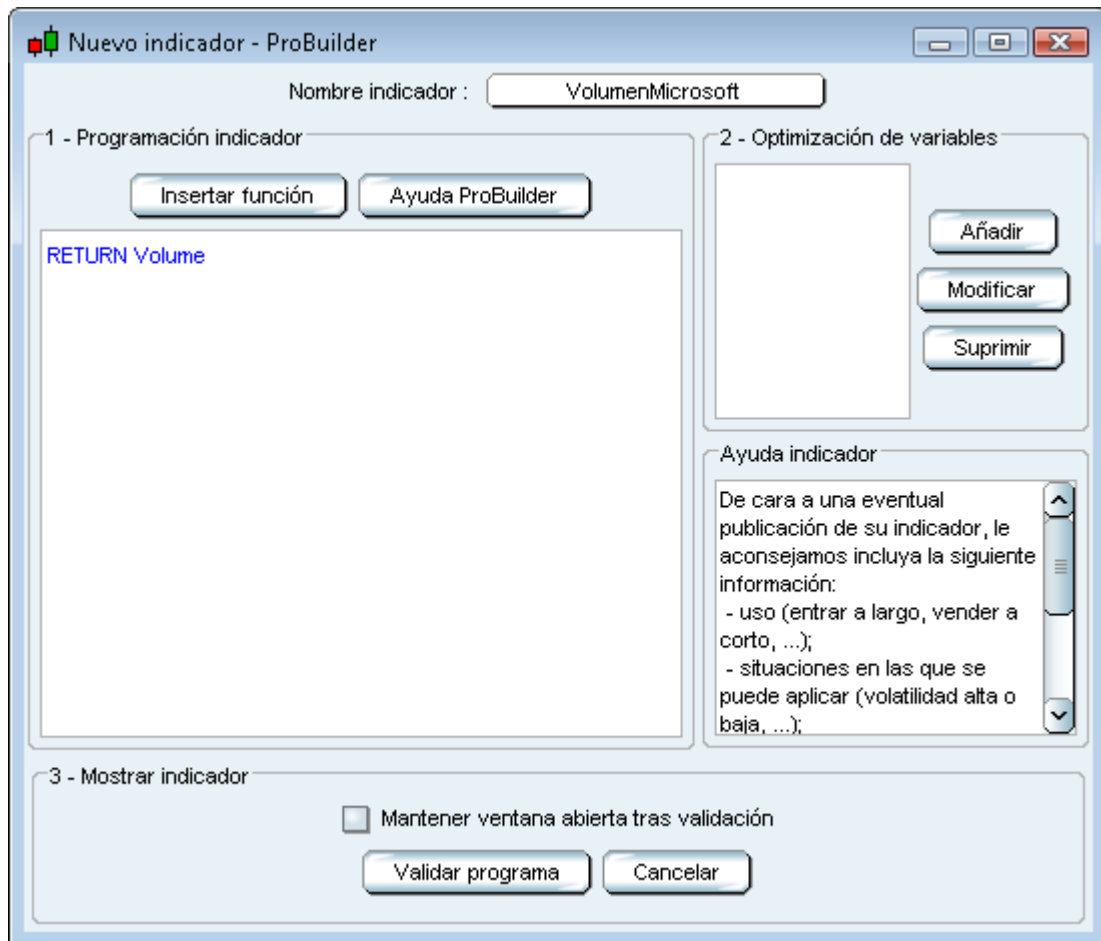 Nuevo indicador - ProBuilder
Nombre indicador :
VolumenMicrosoft
1 - Programación indicador
Insertar función
Ayuda ProBuilder
RETURN Volume
2 - Optimización de variables
Añadir
Modificar
Suprimir
Ayuda indicador
De cara a una eventual
publicación de su indicador, le
aconsejamos incluya la siguiente
información:
- uso (entrar a largo, vender a
corto, ...);
- situaciones en las que se
puede aplicar (volatilidad alta o
baja, ...);
3 - Mostrar indicador
Mantener ventana abierta tras validación
Validar programa
Cancelar